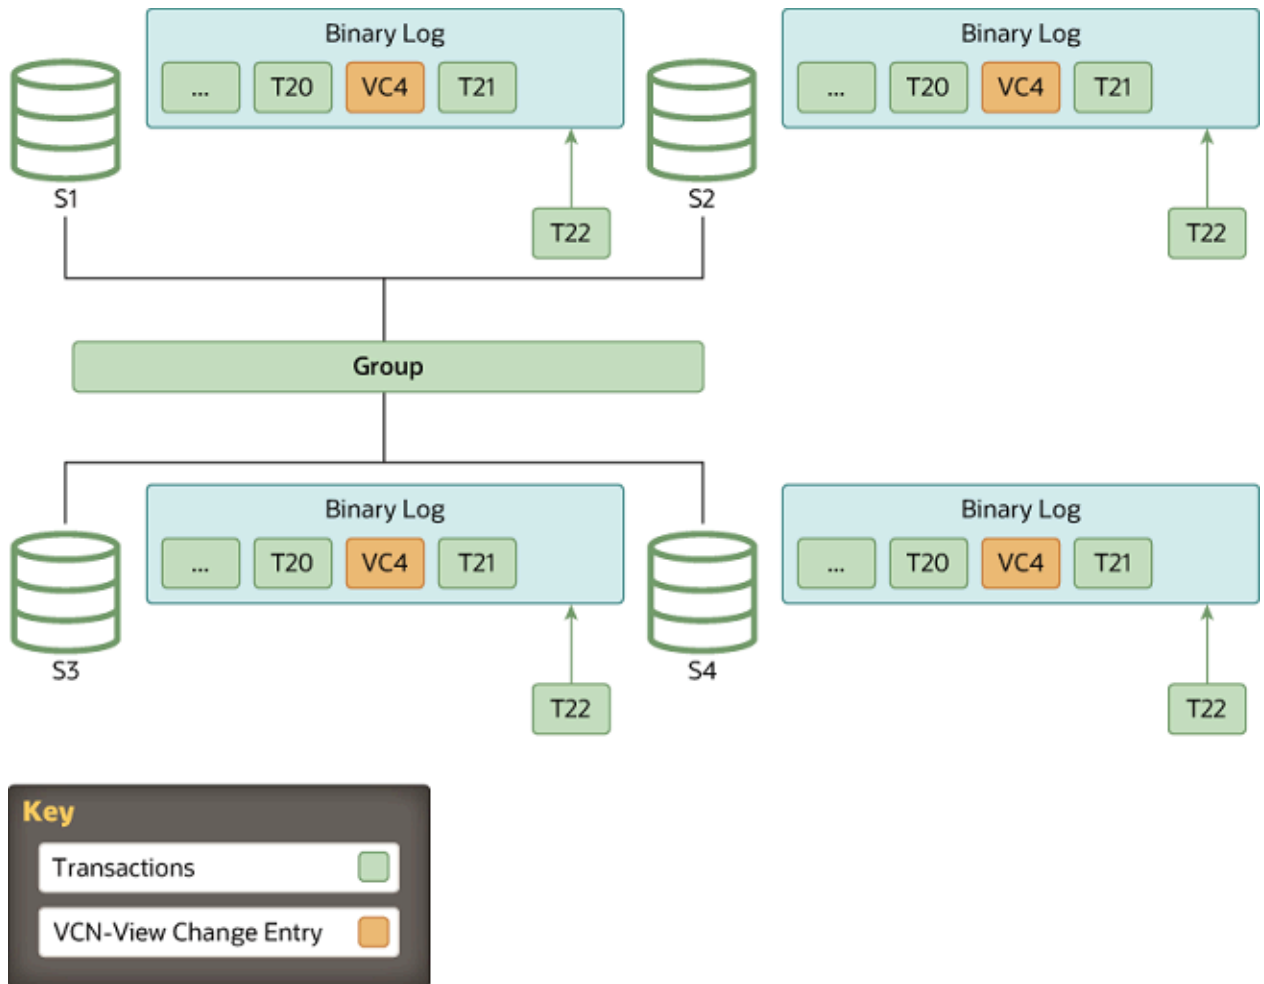 Binary Log
... T20 VC4 T21
S1
T22
Binary Log
... T20 VC4 T21
S2
T22
Group
Binary Log
... T20 VC4 T21
S3
T22
Binary Log
... T20 VC4 T21
S4
T22
Key
Transactions
VCN-View Change Entry